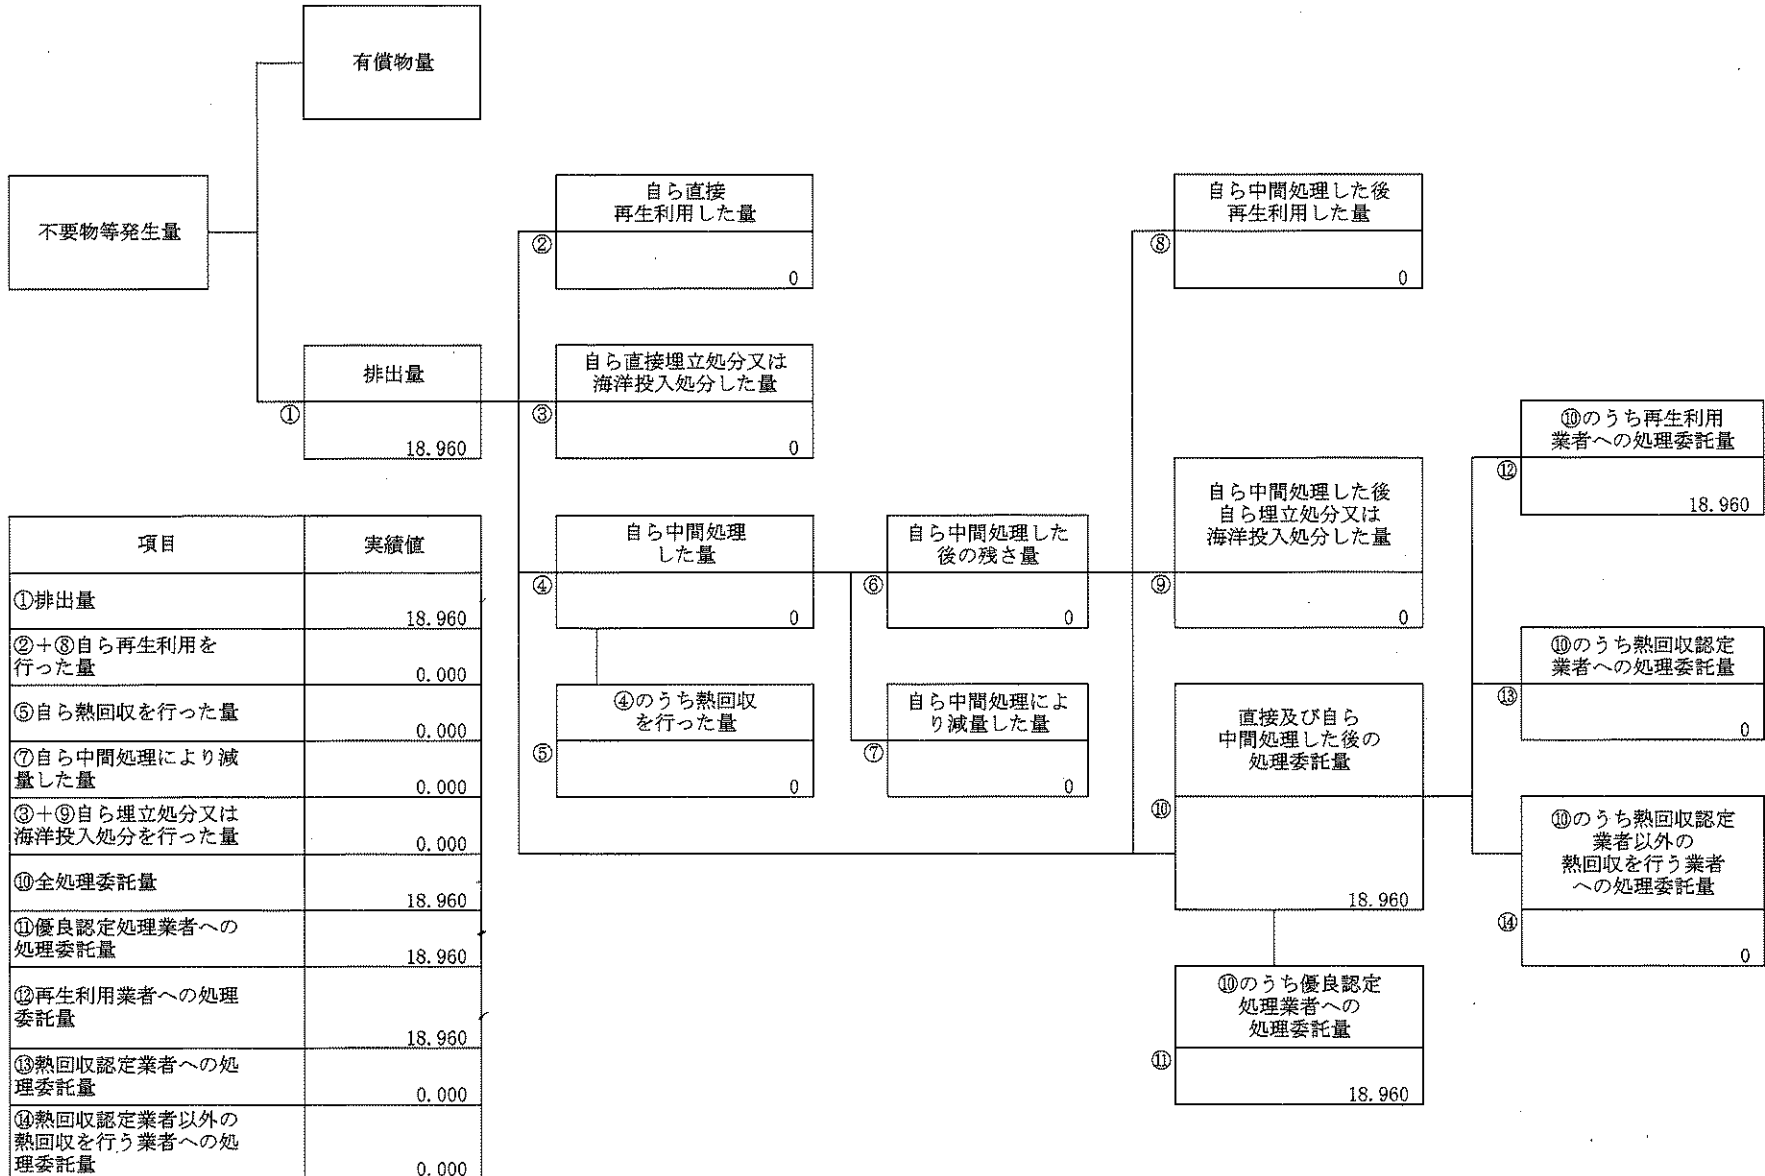 有償物量
不要物等発生量
排出量
①
18.960
自ら直接
再生利用した量
②
0
自ら直接埋立処分又は
海洋投入処分した量
③
0
自ら中間処理
した量
④
0
④のうち熱回収
を行った量
⑤
0
自ら中間処理した
後の残さ量
⑥
0
自ら中間処理によ
り減量した量
⑦
0
自ら中間処理した後
再生利用した量
⑧
0
自ら中間処理した後
自ら埋立処分又は
海洋投入処分した量
⑨
0
直接及び自ら
中間処理した後の
処理委託量
⑩
18.960
⑩のうち優良認定
処理業者への
処理委託量
⑪
18.960
⑩のうち再生利用
業者への処理委託量
⑫
18.960
⑩のうち熱回収認定
業者への処理委託量
⑬
0
⑩のうち熱回収認定
業者以外の
熱回収を行う業者
への処理委託量
⑭
0
項目 実績値
①排出量
18.960
②+⑧自ら再生利用を
行った量
0.000
⑤自ら熱回収を行った量
0.000
⑦自ら中間処理により減
量した量
0.000
③+⑨自ら埋立処分又は
海洋投入処分を行った量
0.000
⑩全処理委託量
18.960
⑪優良認定処理業者への
処理委託量
18.960
⑫再生利用業者への処理
委託量
18.960
⑬熱回収認定業者への処
理委託量
0.000
⑭熱回収認定業者以外の
熱回収を行う業者への処
理委託量
0.000